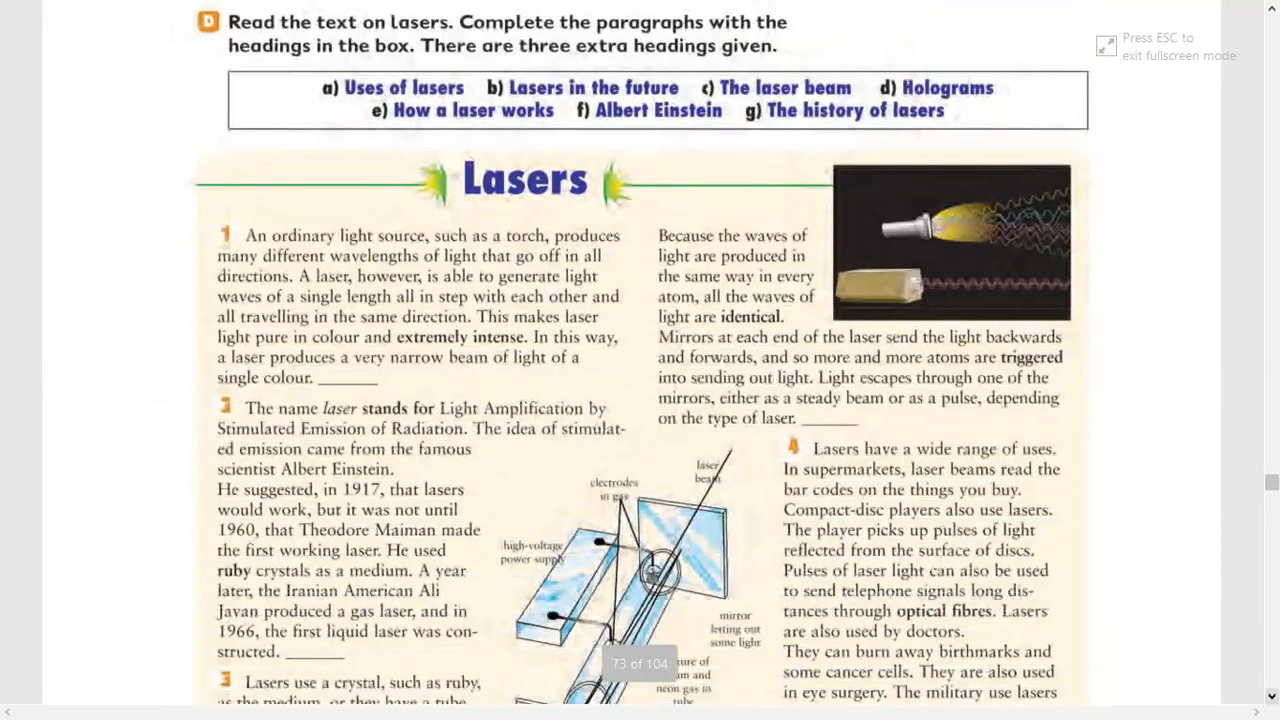 D Read the text on lasers. Complete the paragraphs with the
headings in the box. There are three extra headings given.
Press ESC to
exit fullscreen mode
a) Uses of lasers b) Lasers in the future c) The laser beam d) Holograms
e) How a laser works f) Albert Einstein g) The history of lasers
Lasers
1 An ordinary light source, such as a torch, produces
many different wavelengths of light that go off in all
directions. A laser, however, is able to generate light
waves of a single length all in step with each other and
all travelling in the same direction. This makes laser
light pure in colour and extremely intense. In this way,
a laser produces a very narrow beam of light of a
single colour. ______
2 The name laser stands for Light Amplification by
Stimulated Emission of Radiation. The idea of stimulat-
ed emission came from the famous
scientist Albert Einstein.
He suggested, in 1917, that lasers
would work, but it was not until
1960, that Theodore Maiman made
the first working laser. He used
ruby crystals as a medium. A year
later, the Iranian American Ali
Javan produced a gas laser, and in
1966, the first liquid laser was con-
structed. ______
3 Lasers use a crystal, such as ruby,
as the medium, or they have a tube
Because the waves of
light are produced in
the same way in every
atom, all the waves of
light are identical.
Mirrors at each end of the laser send the light backwards
and forwards, and so more and more atoms are triggered
into sending out light. Light escapes through one of the
mirrors, either as a steady beam or as a pulse, depending
on the type of laser. ______
laser
beam
electrodes
in gas
high-voltage
power supply
mirror
letting out
some light
73 of 104
neon gas in
tube
4 Lasers have a wide range of uses.
In supermarkets, laser beams read the
bar codes on the things you buy.
Compact-disc players also use lasers.
The player picks up pulses of light
reflected from the surface of discs.
Pulses of laser light can also be used
to send telephone signals long dis-
tances through optical fibres. Lasers
are also used by doctors.
They can burn away birthmarks and
some cancer cells. They are also used
in eye surgery. The military use lasers